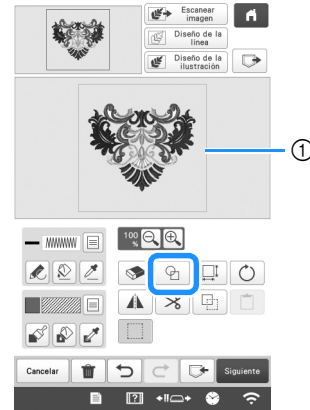 Escanear
imagen
Diseño de la
línea
Diseño de la
ilustración
①
100
%
Cancelar
Siguiente